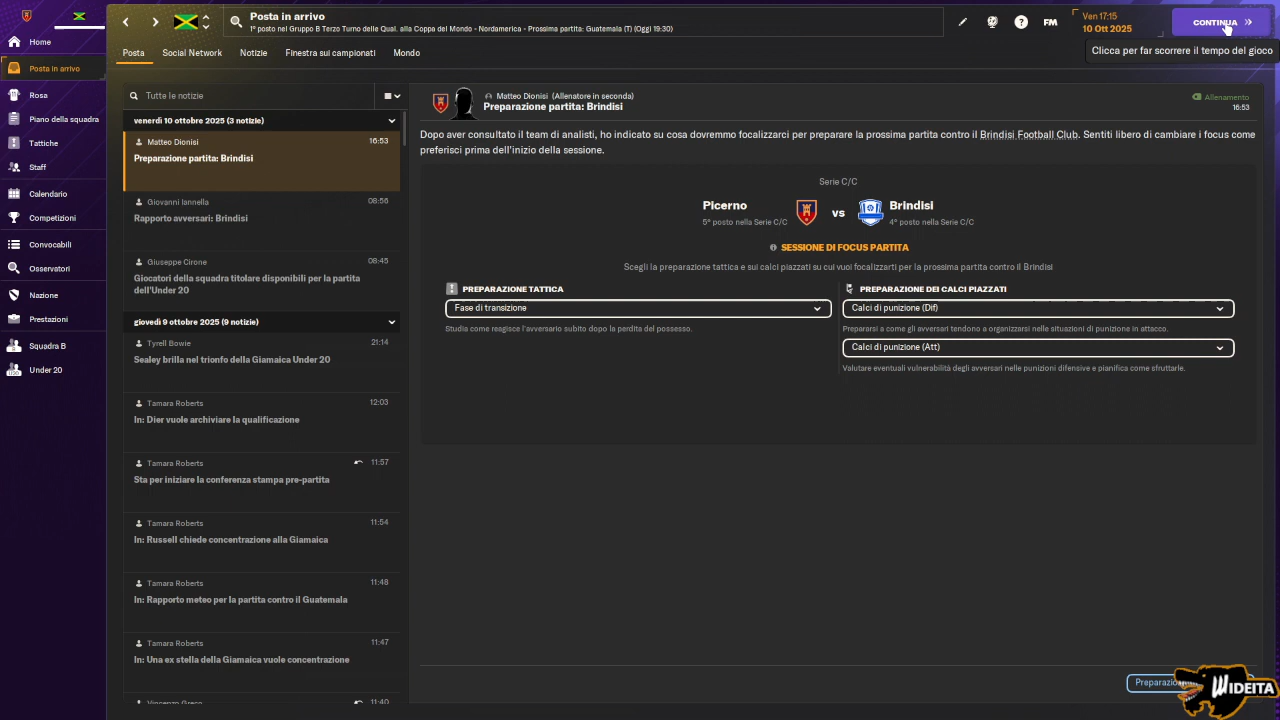 Posta in arrivo
1° posto nel Gruppo B Terzo Turno delle Qual. alla Coppa del Mondo - Nordamerica - Prossima partita: Guatemala (T) (Oggi 19:30)
FM
Ven 17:15
10 Ott 2025
CONTINUA
Clicca per far scorrere il tempo del gioco
Home
Posta in arrivo
Rosa
Piano della squadra
Tattiche
Staff
Calendario
Competizioni
Convocabili
Osservatori
Nazione
Prestazioni
Squadra B
Under 20
Posta
Social Network
Notizie
Finestra sui campionati
Mondo
Tutte le notizie
venerdì 10 ottobre 2025 (3 notizie)
Matteo Dionisi 16:53
Preparazione partita: Brindisi
Giovanni Iannella 08:56
Rapporto avversari: Brindisi
Giuseppe Cirone 08:45
Giocatori della squadra titolare disponibili per la partita
dell'Under 20
giovedì 9 ottobre 2025 (9 notizie)
Tyrell Bowie 21:14
Sealey brilla nel trionfo della Giamaica Under 20
Tamara Roberts 12:03
In: Dier vuole archiviare la qualificazione
Tamara Roberts 11:57
Sta per iniziare la conferenza stampa pre-partita
Tamara Roberts 11:54
In: Russell chiede concentrazione alla Giamaica
Tamara Roberts 11:48
In: Rapporto meteo per la partita contro il Guatemala
Tamara Roberts 11:47
In: Una ex stella della Giamaica vuole concentrazione
Vincenzo Greco 11:40
Matteo Dionisi (Allenatore in seconda)
Preparazione partita: Brindisi
Allenamento
16:53
Dopo aver consultato il team di analisti, ho indicato su cosa dovremmo focalizzarci per preparare la prossima partita contro il Brindisi Football Club. Sentiti libero di cambiare i focus come
preferisci prima dell'inizio della sessione.
Serie C/C
Picerno
5° posto nella Serie C/C
vs
Brindisi
4° posto nella Serie C/C
SESSIONE DI FOCUS PARTITA
Scegli la preparazione tattica e sui calci piazzati su cui vuoi focalizzarti per la prossima partita contro il Brindisi
PREPARAZIONE TATTICA
Fase di transizione
Studia come reagisce l'avversario subito dopo la perdita del possesso.
PREPARAZIONE DEI CALCI PIAZZATI
Calci di punizione (Dif)
Prepararsi a come gli avversari tendono a organizzarsi nelle situazioni di punizione in attacco.
Calci di punizione (Att)
Valutare eventuali vulnerabilità degli avversari nelle punizioni difensive e pianifica come sfruttarle.
WIDEITA